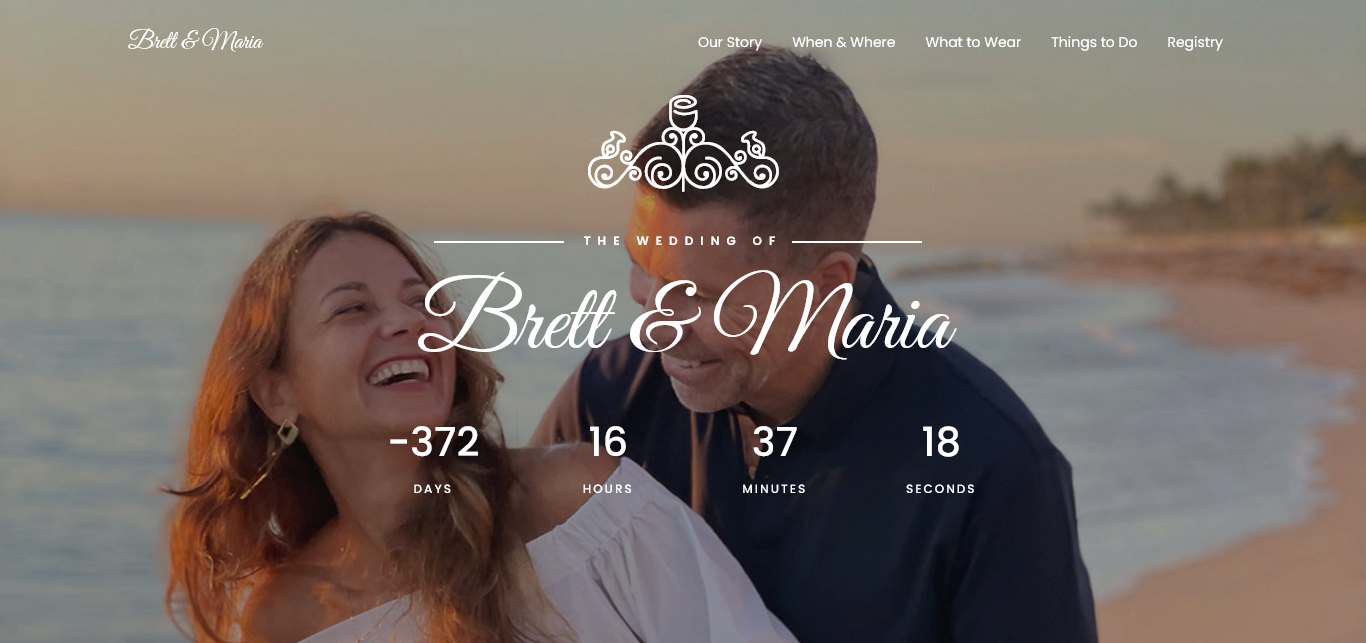 Brett & Maria
Our Story When & Where What to Wear Things to Do Registry
THE WEDDING OF
Brett & Maria
-372 16 37 18
DAYS HOURS MINUTES SECONDS